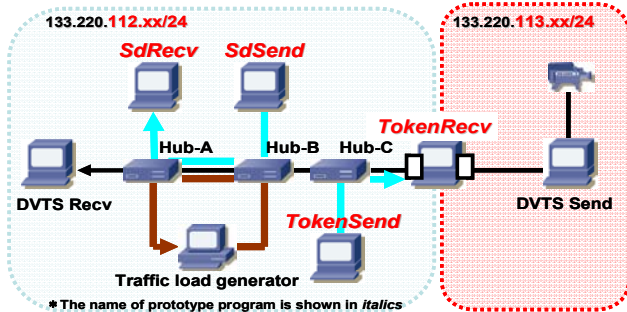 133.220.112.xx/24
133.220.113.xx/24
SdRecv
SdSend
TokenRecv
Hub-A
Hub-B
Hub-C
DVTS Recv
DVTS Send
TokenSend
Traffic load generator
* The name of prototype program is shown in italics